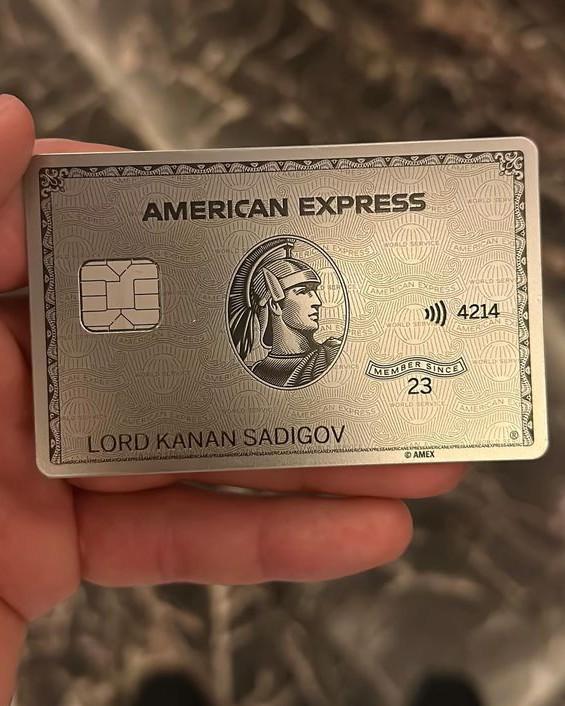 AMERICAN EXPRESS
4214
MEMBER SINCE
23
LORD KANAN SADIGOV
®
© AMEX